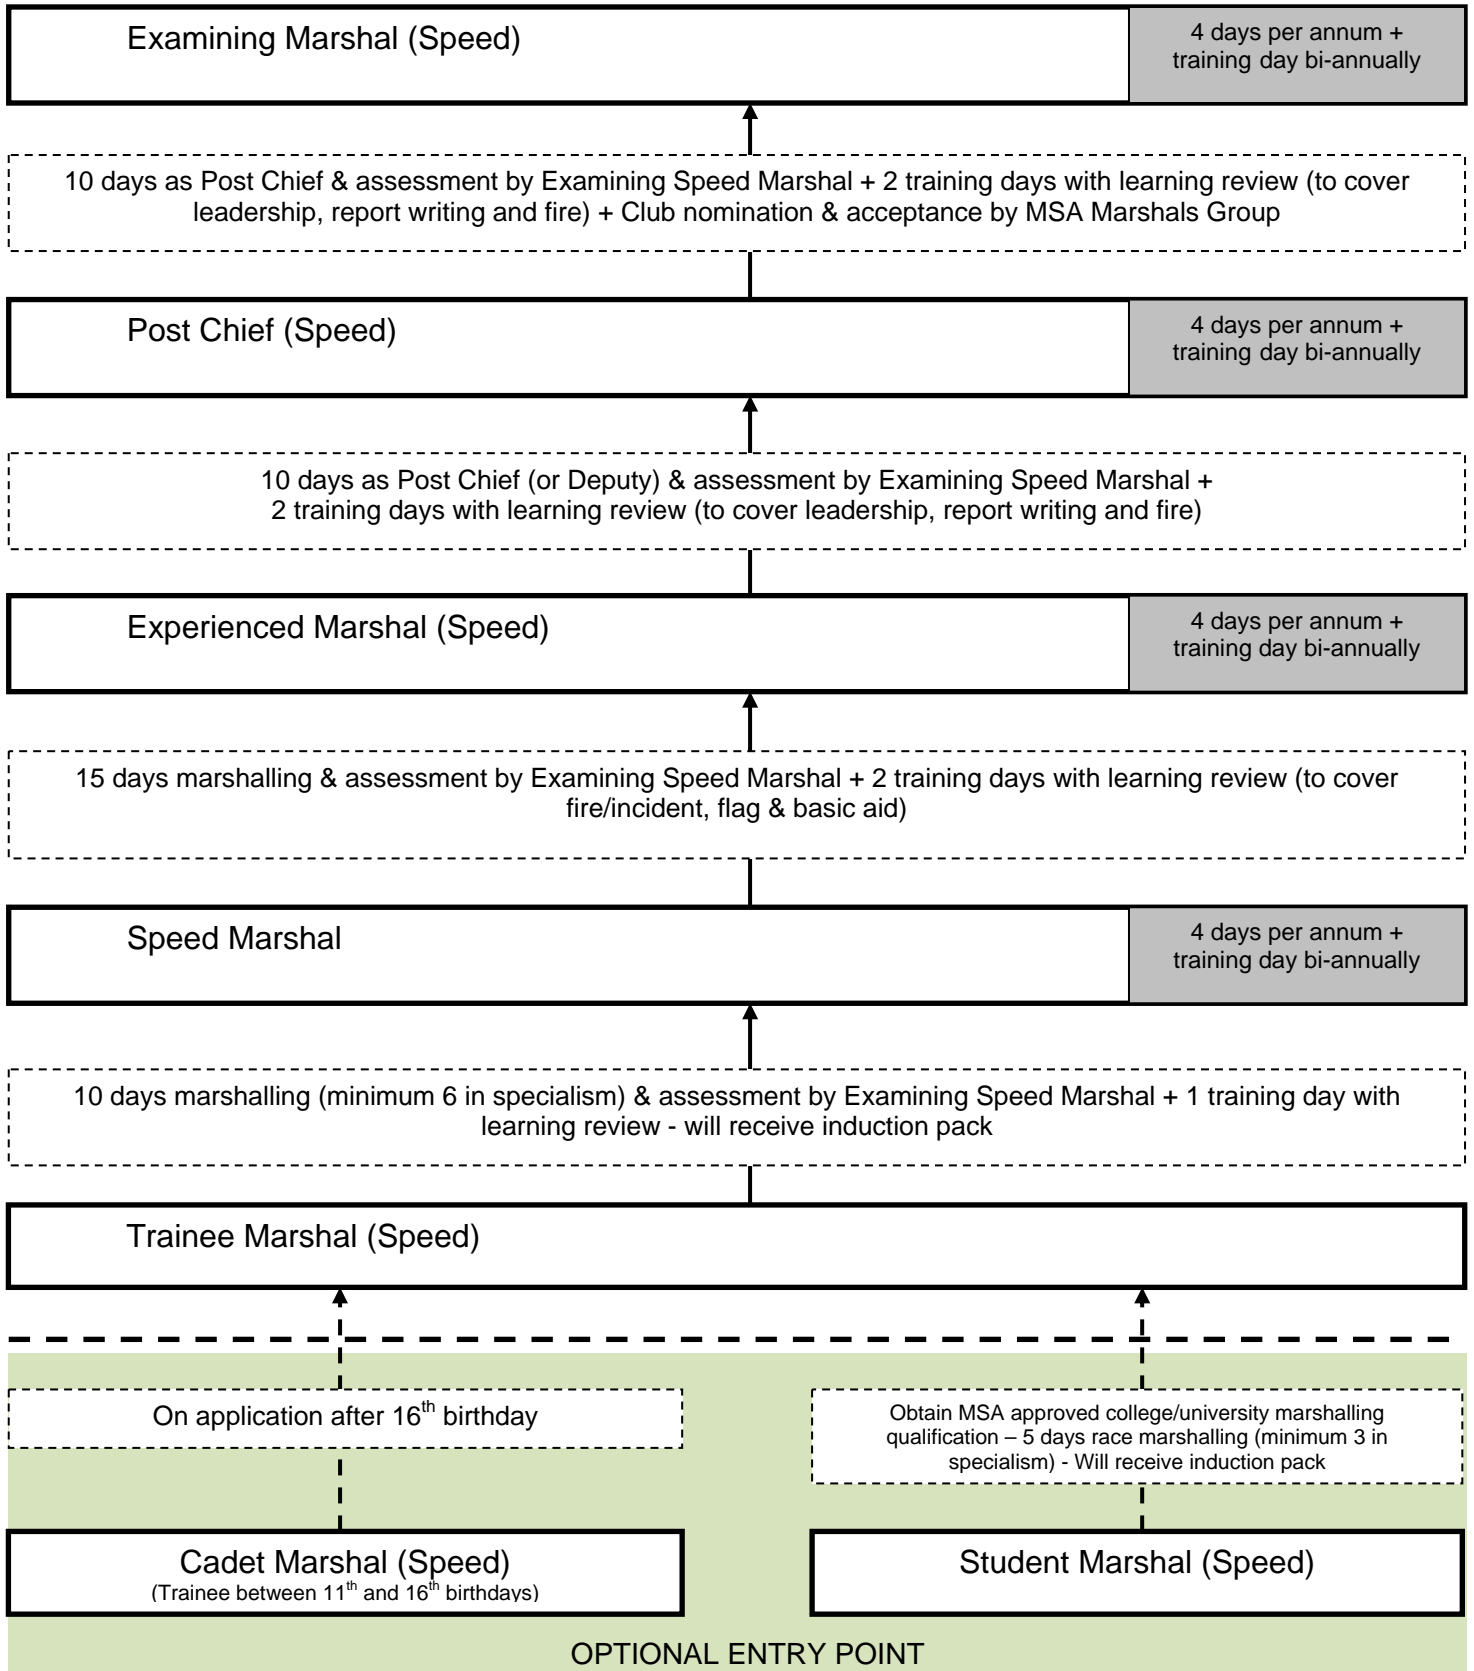 Examining Marshal (Speed)
4 days per annum +
training day bi-annually
10 days as Post Chief & assessment by Examining Speed Marshal + 2 training days with learning review (to cover
leadership, report writing and fire) + Club nomination & acceptance by MSA Marshals Group
Post Chief (Speed)
4 days per annum +
training day bi-annually
10 days as Post Chief (or Deputy) & assessment by Examining Speed Marshal +
2 training days with learning review (to cover leadership, report writing and fire)
Experienced Marshal (Speed)
4 days per annum +
training day bi-annually
15 days marshalling & assessment by Examining Speed Marshal + 2 training days with learning review (to cover
fire/incident, flag & basic aid)
Speed Marshal
4 days per annum +
training day bi-annually
10 days marshalling (minimum 6 in specialism) & assessment by Examining Speed Marshal + 1 training day with
learning review - will receive induction pack
Trainee Marshal (Speed)
On application after 16th birthday
Obtain MSA approved college/university marshalling
qualification – 5 days race marshalling (minimum 3 in
specialism) - Will receive induction pack
Cadet Marshal (Speed)
(Trainee between 11th and 16th birthdays)
Student Marshal (Speed)
OPTIONAL ENTRY POINT